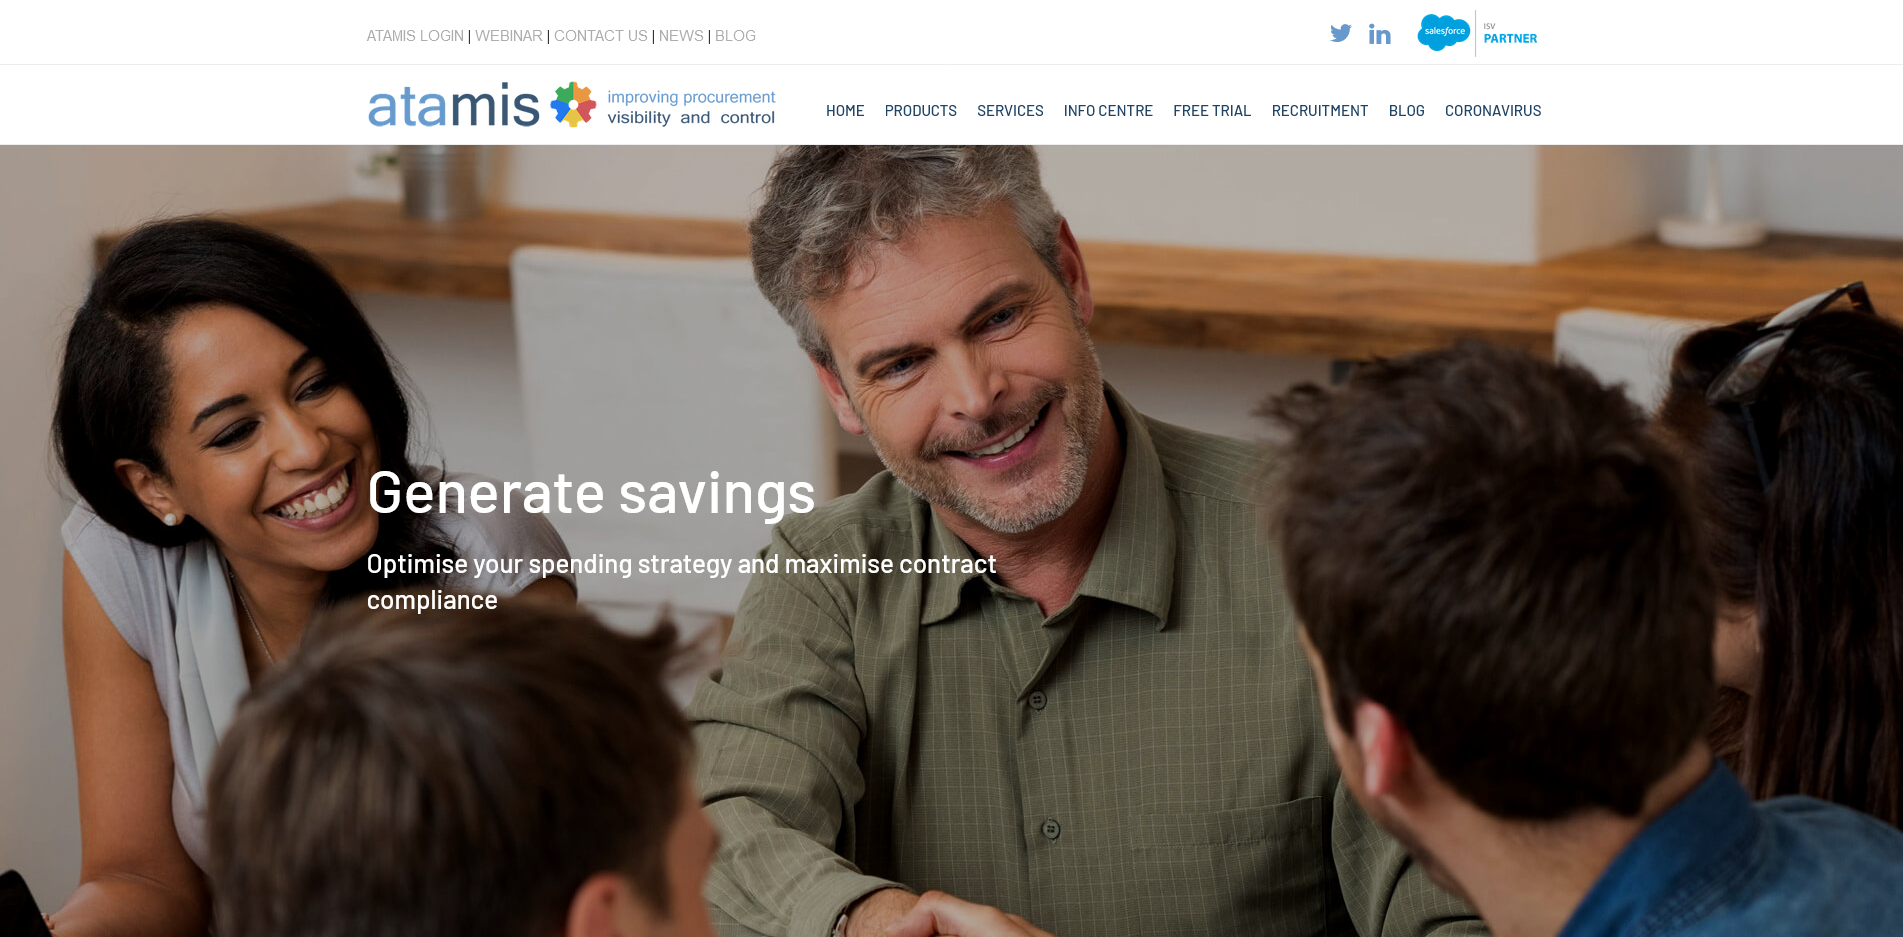 ATAMIS LOGIN | WEBINAR | CONTACT US | NEWS | BLOG
salesforce
ISV
PARTNER
atamis
improving procurement
visibility and control
HOME PRODUCTS SERVICES INFO CENTRE FREE TRIAL RECRUITMENT BLOG CORONAVIRUS
Generate savings
Optimise your spending strategy and maximise contract
compliance